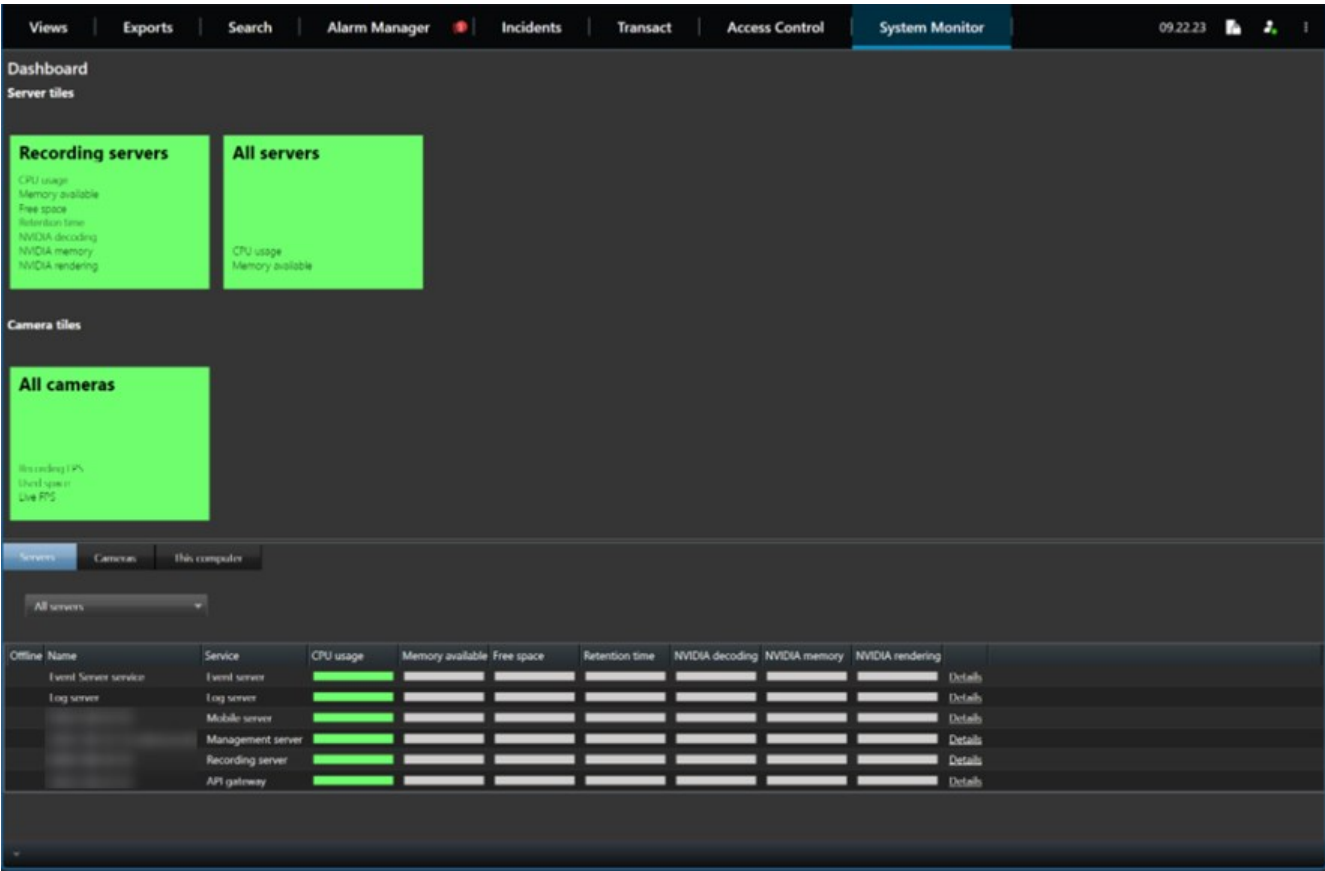 Views Exports Search Alarm Manager Incidents Transact Access Control System Monitor 09.22.23
Dashboard
Server tiles
Recording servers
CPU usage
Memory available
Free space
Retention time
NVIDIA decoding
NVIDIA memory
NVIDIA rendering
All servers
CPU usage
Memory available
Camera tiles
All cameras
Recording FPS
Used space
Live FPS
Servers Cameras This computer
All servers
Offline Name Service CPU usage Memory available Free space Retention time NVIDIA decoding NVIDIA memory NVIDIA rendering
Event Server service Event server Details
Log server Log server Details
Mobile server Details
Management server Details
Recording server Details
API gateway Details